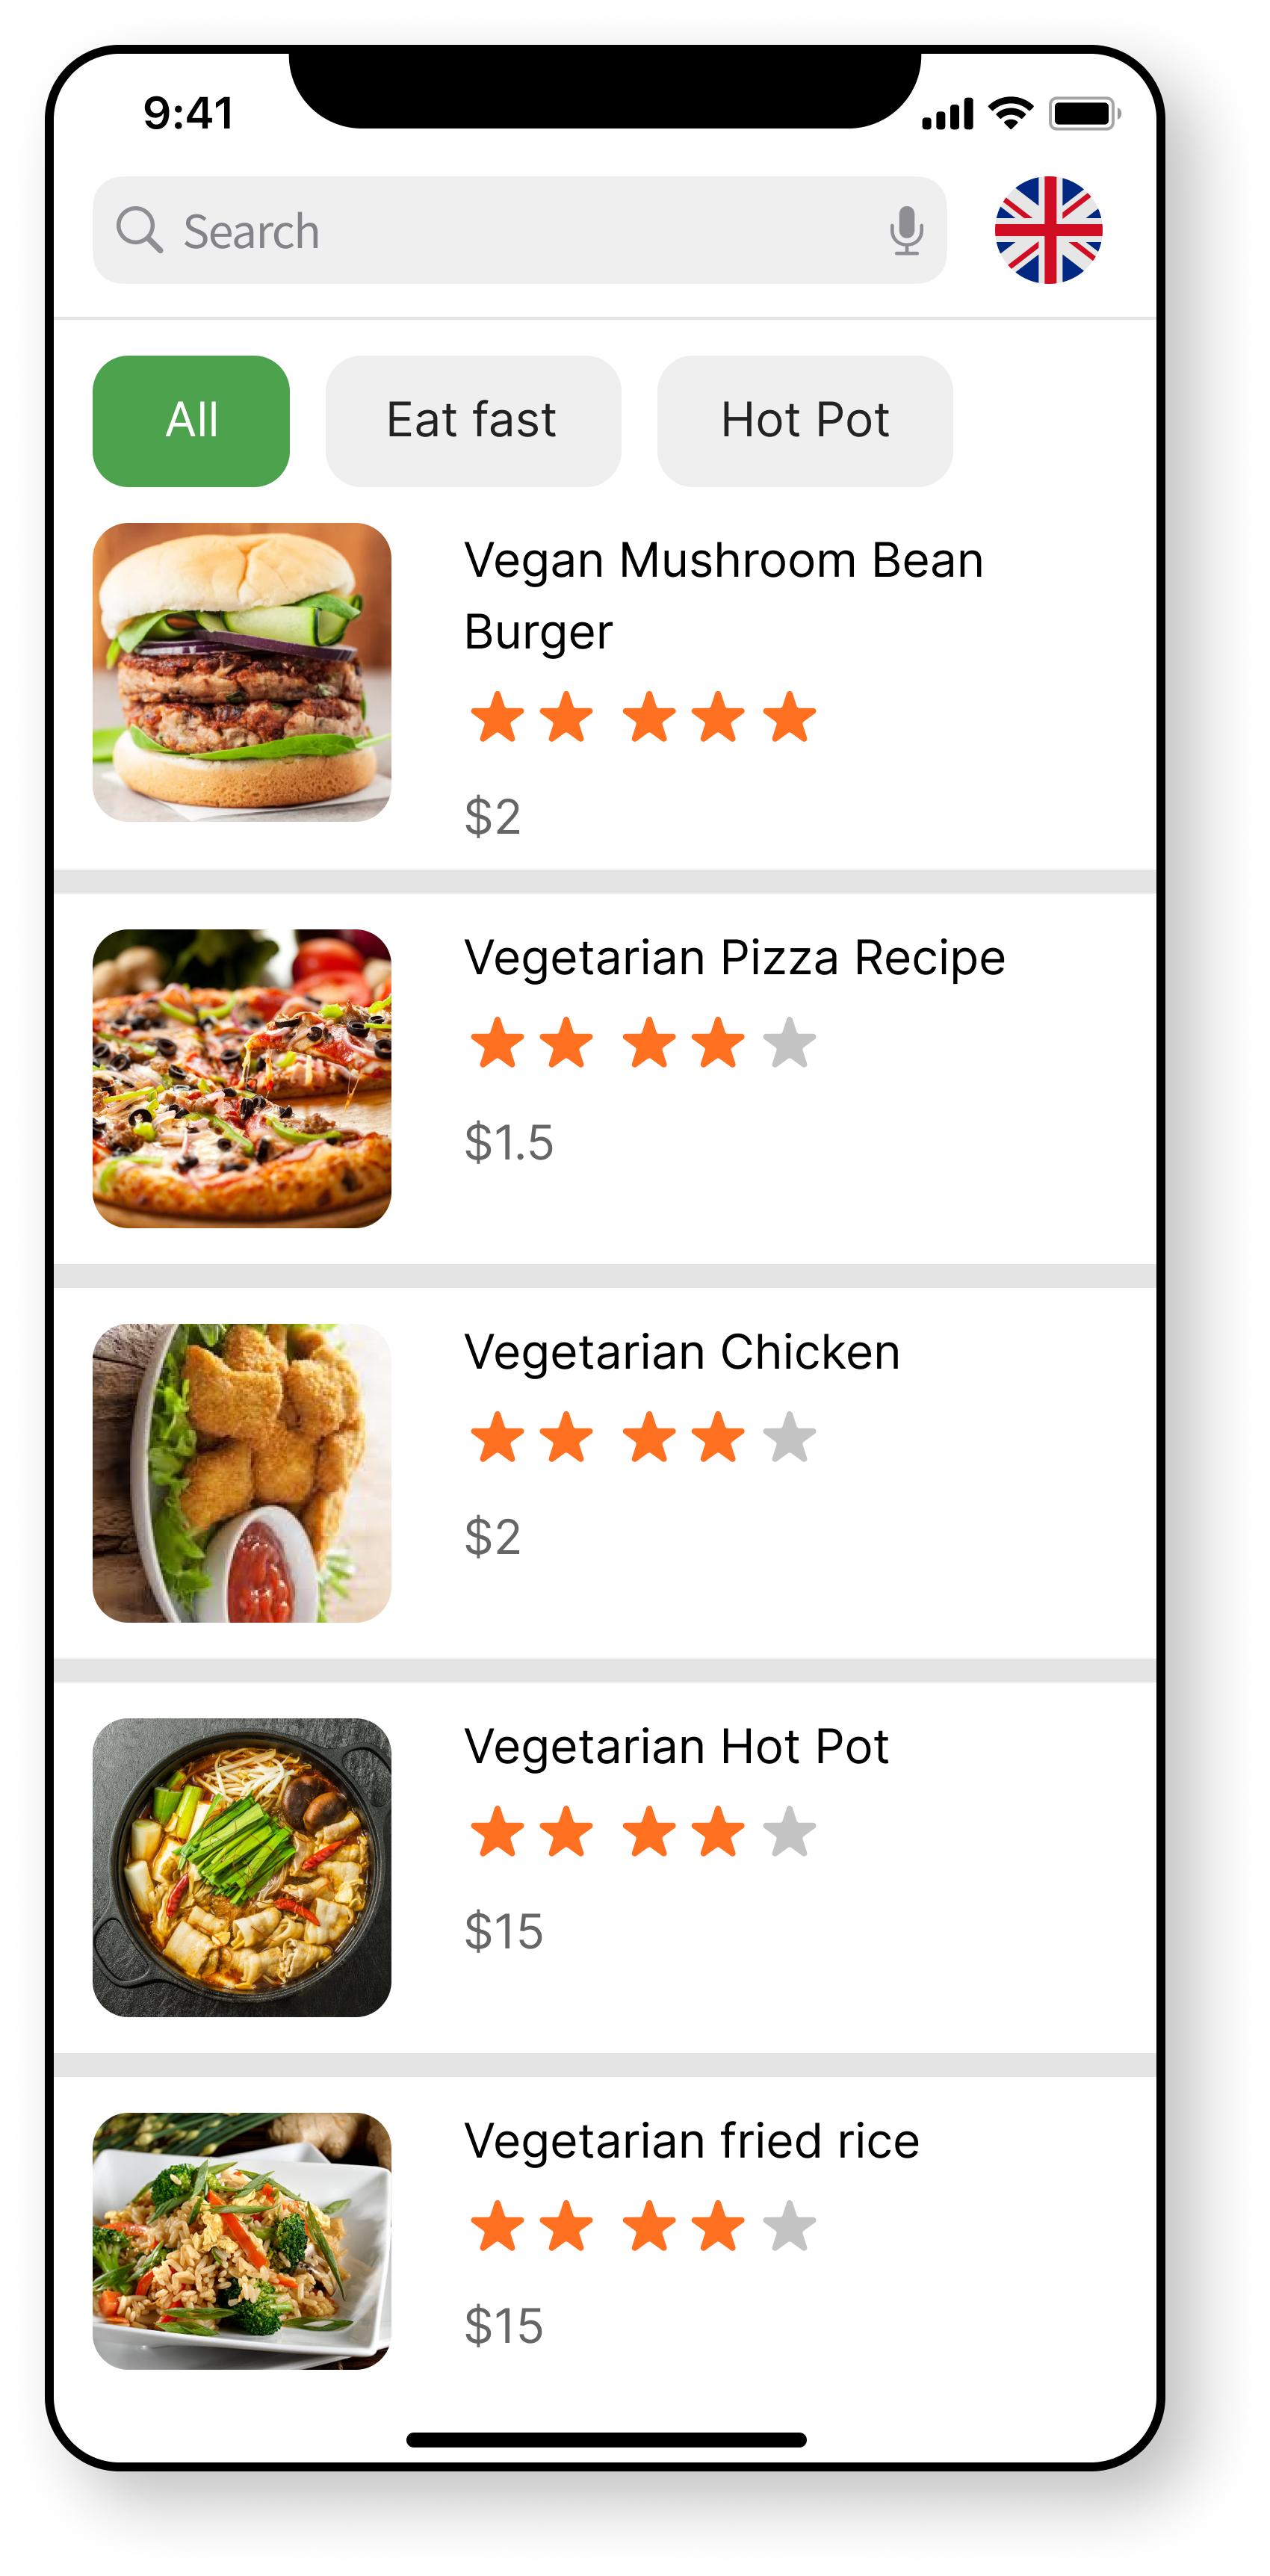 9:41
Search
All
Eat fast
Hot Pot
Vegan Mushroom Bean
Burger
$2
Vegetarian Pizza Recipe
$1.5
Vegetarian Chicken
$2
Vegetarian Hot Pot
$15
Vegetarian fried rice
$15